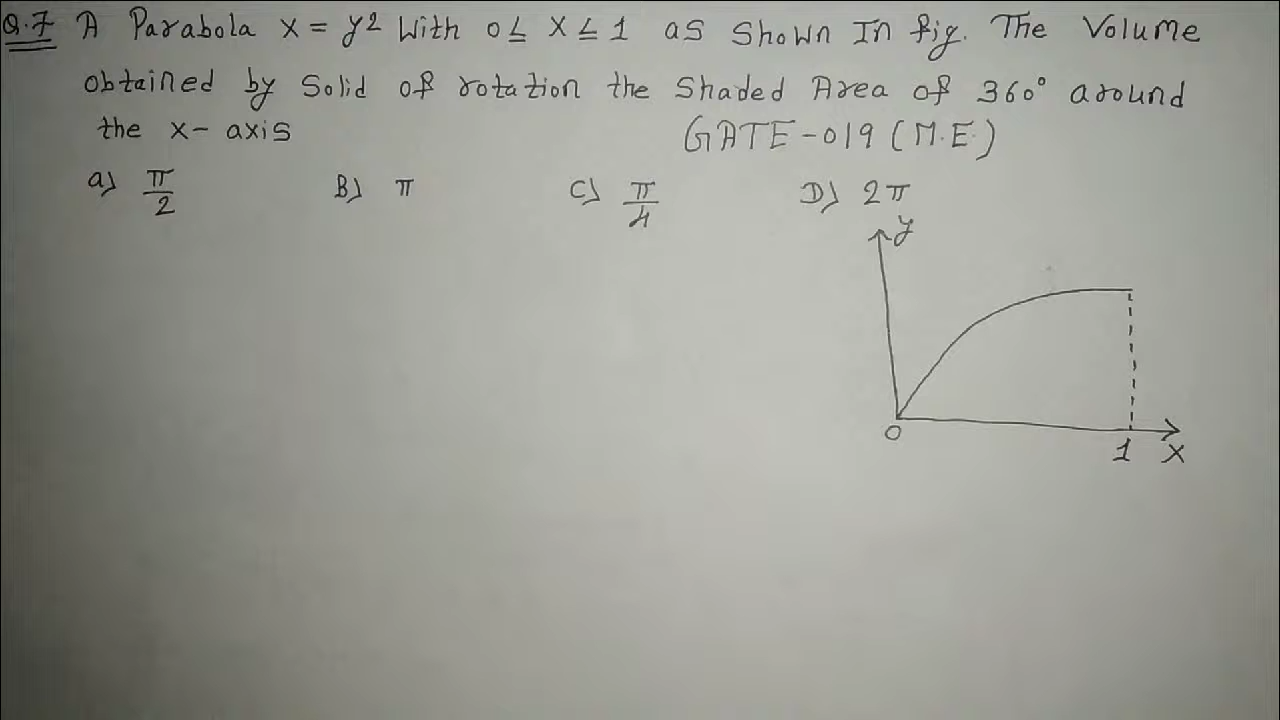 Q.7 A Parabola x = y² With 0 ≤ x ≤ 1 as Shown In fig. The Volume
obtained by Solid of rotation the Shaded Area of 360° around
the x-axis
GATE-019 (M.E.)
a) π/2 B) π C) π/4 D) 2π
y
0
1 x